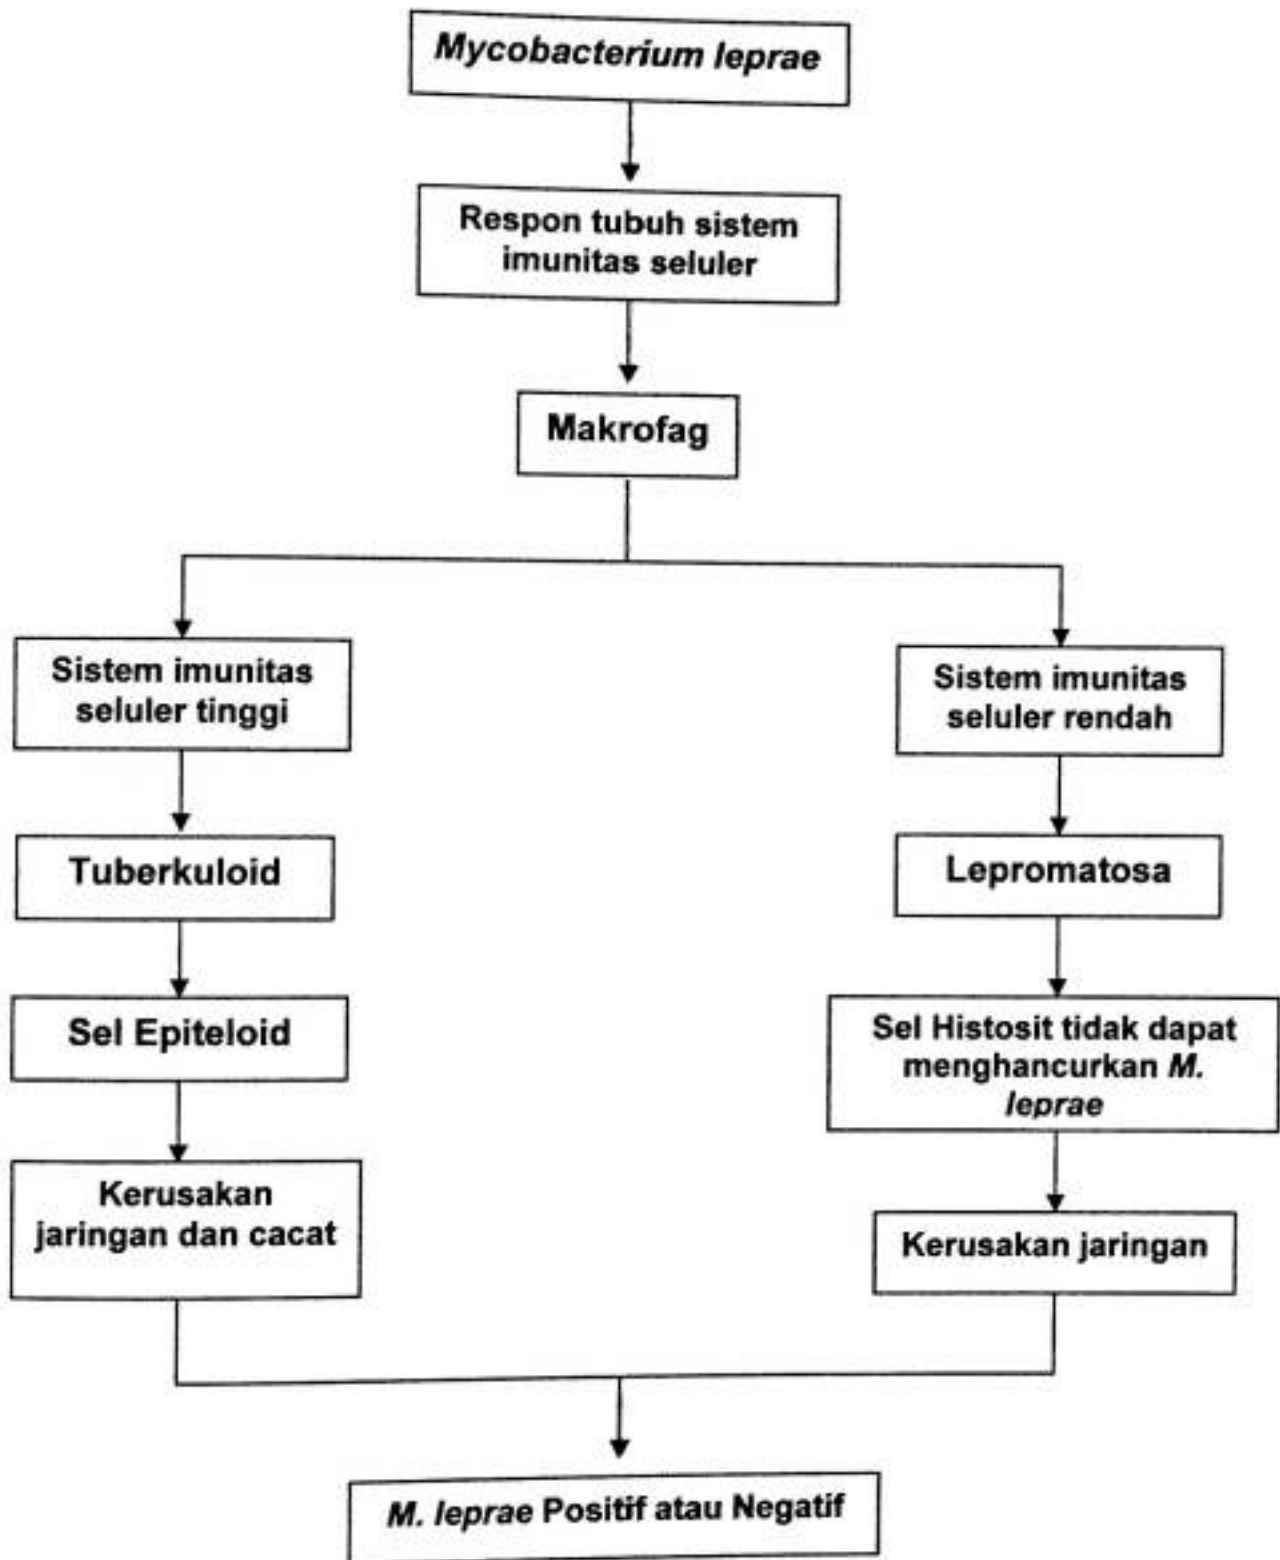 Mycobacterium leprae
Respon tubuh sistem
imunitas seluler
Makrofag
Sistem imunitas
seluler tinggi
Sistem imunitas
seluler rendah
Tuberkuloid
Lepromatosa
Sel Epiteloid
Sel Histosit tidak dapat
menghancurkan M.
leprae
Kerusakan
jaringan dan cacat
Kerusakan jaringan
M. leprae Positif atau Negatif